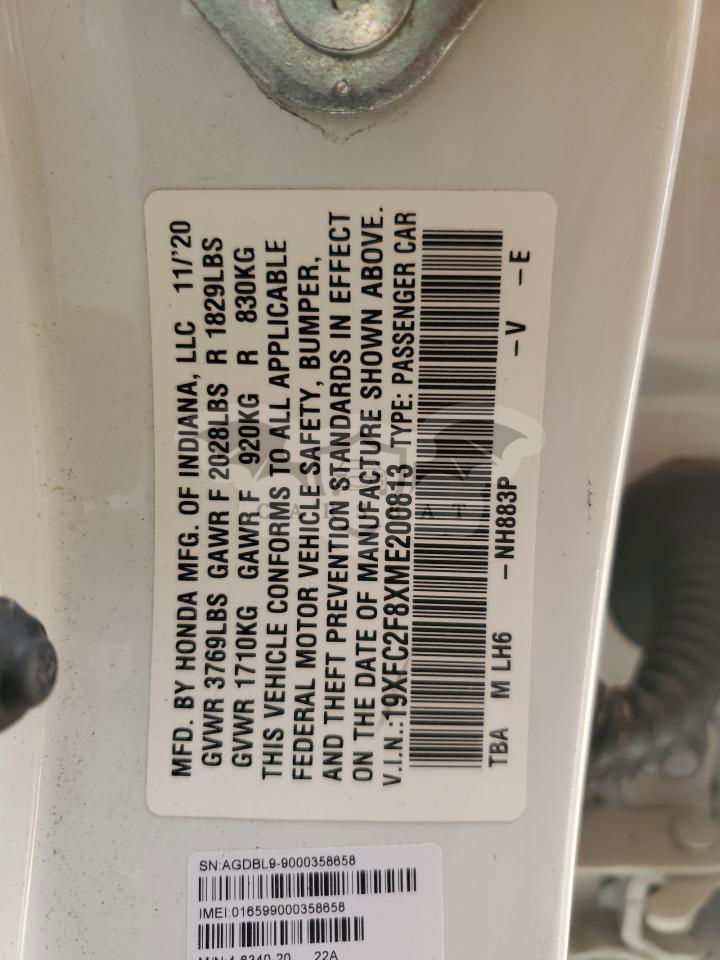 MFD. BY HONDA MFG. OF INDIANA, LLC 11/'20
GVWR 3769LBS GAWR F 2028LBS R 1829LBS
GVWR 1710KG GAWR F 920KG R 830KG
THIS VEHICLE CONFORMS TO ALL APPLICABLE
FEDERAL MOTOR VEHICLE SAFETY, BUMPER,
AND THEFT PREVENTION STANDARDS IN EFFECT
ON THE DATE OF MANUFACTURE SHOWN ABOVE.
V.I.N.:19XFC2F8XME200813 TYPE: PASSENGER CAR
TBA M LH6 -NH883P -V -E
SN:AGDBL9-9000358658
IMEI:016599000358658
22A